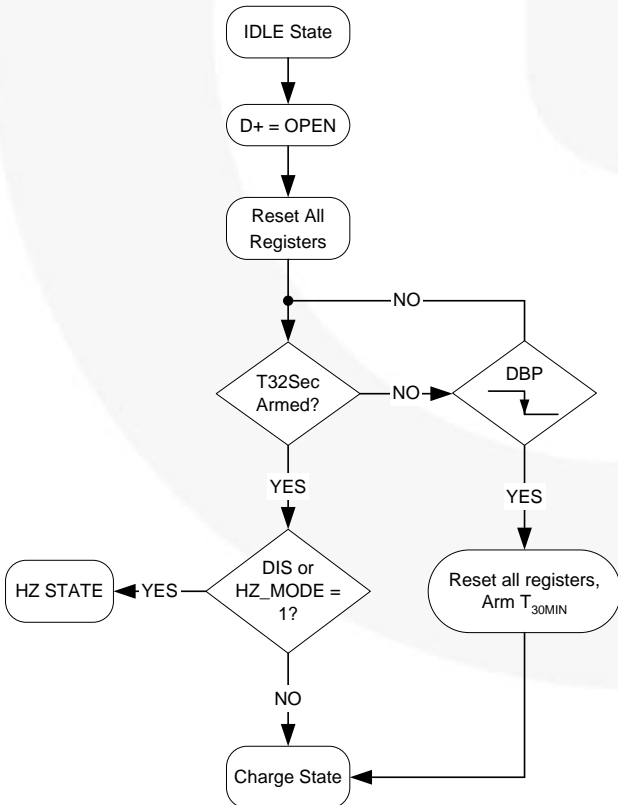 IDLE State
D+ = OPEN
Reset All
Registers
NO
T32Sec
Armed?
NO
DBP
YES
YES
DIS or
HZ_MODE =
1?
YES
HZ STATE
Reset all registers,
Arm T30MIN
NO
Charge State